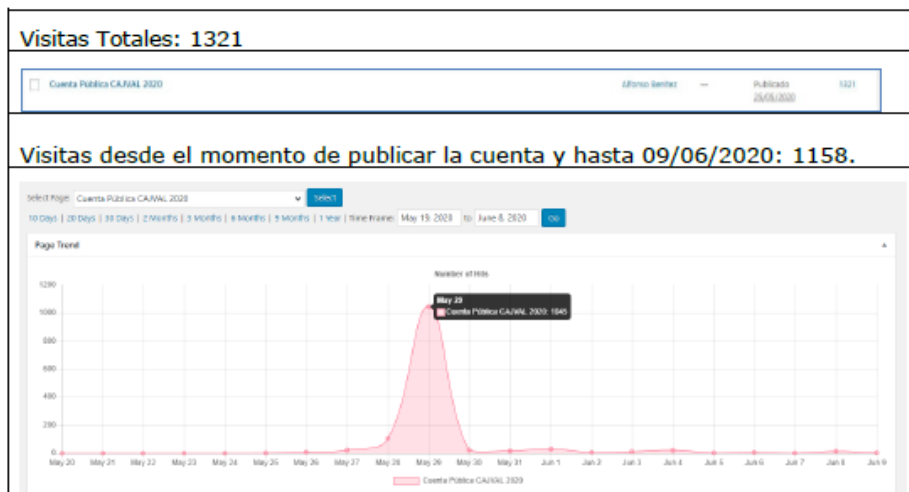 Visitas Totales: 1321
Cuenta Pública CAJVAL 2020 Alfonso Benitez — Publicado 1321
25/05/2020
Visitas desde el momento de publicar la cuenta y hasta 09/06/2020: 1158.
Select Page: Cuenta Pública CAJVAL 2020 Select
10 Days | 20 Days | 30 Days | 2 Months | 3 Months | 6 Months | 9 Months | 1 Year | Time Frame: May 19, 2020 to June 8, 2020 Go
Page Trend
Number of Hits
1200
May 29
Cuenta Pública CAJVAL 2020: 1045
1000
800
600
400
200
0
May 20 May 21 May 22 May 23 May 24 May 25 May 26 May 27 May 28 May 29 May 30 May 31 Jun 1 Jun 2 Jun 3 Jun 4 Jun 5 Jun 6 Jun 7 Jun 8 Jun 9
Cuenta Pública CAJVAL 2020